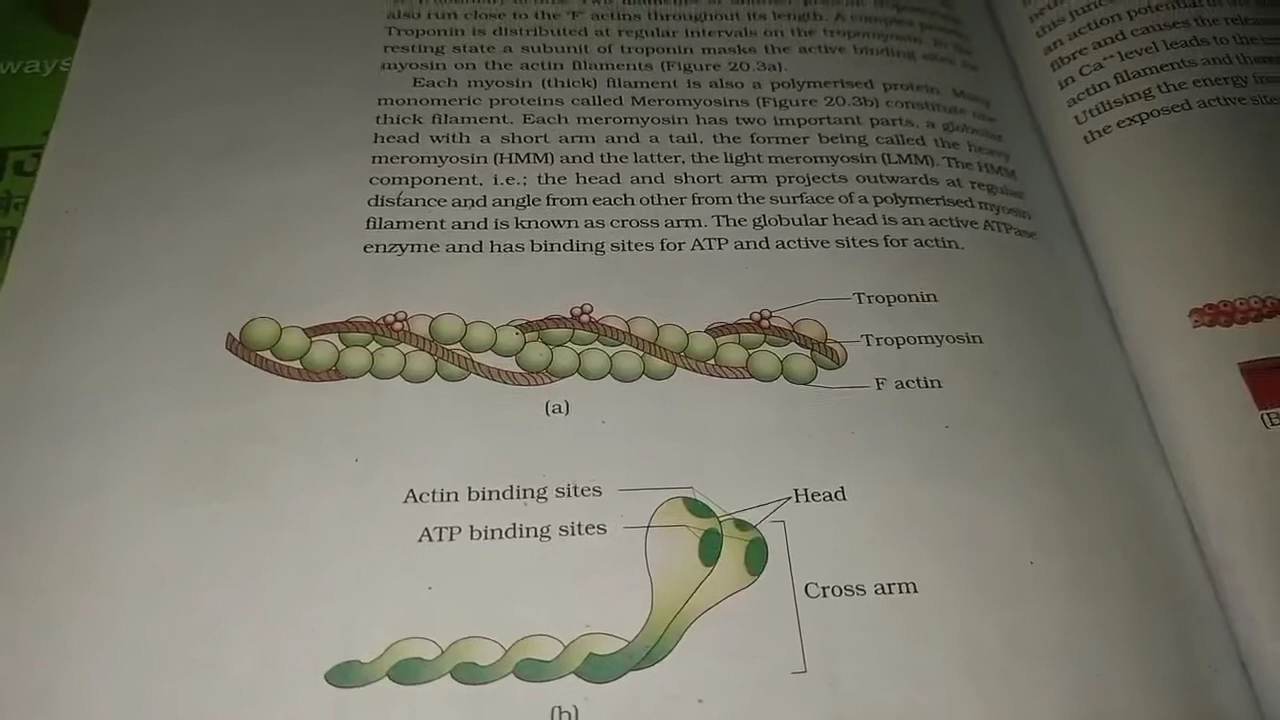 also run close to the 'F' actins throughout its length. A complex protein
Troponin is distributed at regular intervals on the tropomyosin. In the
resting state a subunit of troponin masks the active binding sites for
myosin on the actin filaments (Figure 20.3a).
Each myosin (thick) filament is also a polymerised protein. Many
monomeric proteins called Meromyosins (Figure 20.3b) constitute one
thick filament. Each meromyosin has two important parts, a globular
head with a short arm and a tail, the former being called the heavy
meromyosin (HMM) and the latter, the light meromyosin (LMM). The HMM
component, i.e.; the head and short arm projects outwards at regular
distance and angle from each other from the surface of a polymerised myosin
filament and is known as cross arm. The globular head is an active ATPase
enzyme and has binding sites for ATP and active sites for actin.
Troponin
Tropomyosin
F actin
(a)
Actin binding sites
Head
ATP binding sites
Cross arm
(b)
ways
this
an action potential
fibre and causes the
in Ca++ level leads to the
actin filaments and
Utilising the energy
the exposed active